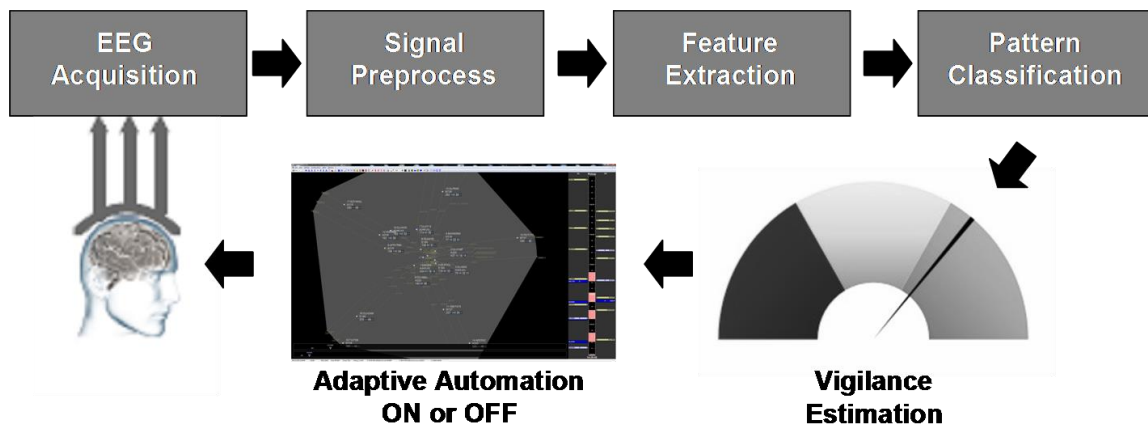 EEG
Acquisition
Signal
Preprocess
Feature
Extraction
Pattern
Classification
Adaptive Automation
ON or OFF
Vigilance
Estimation